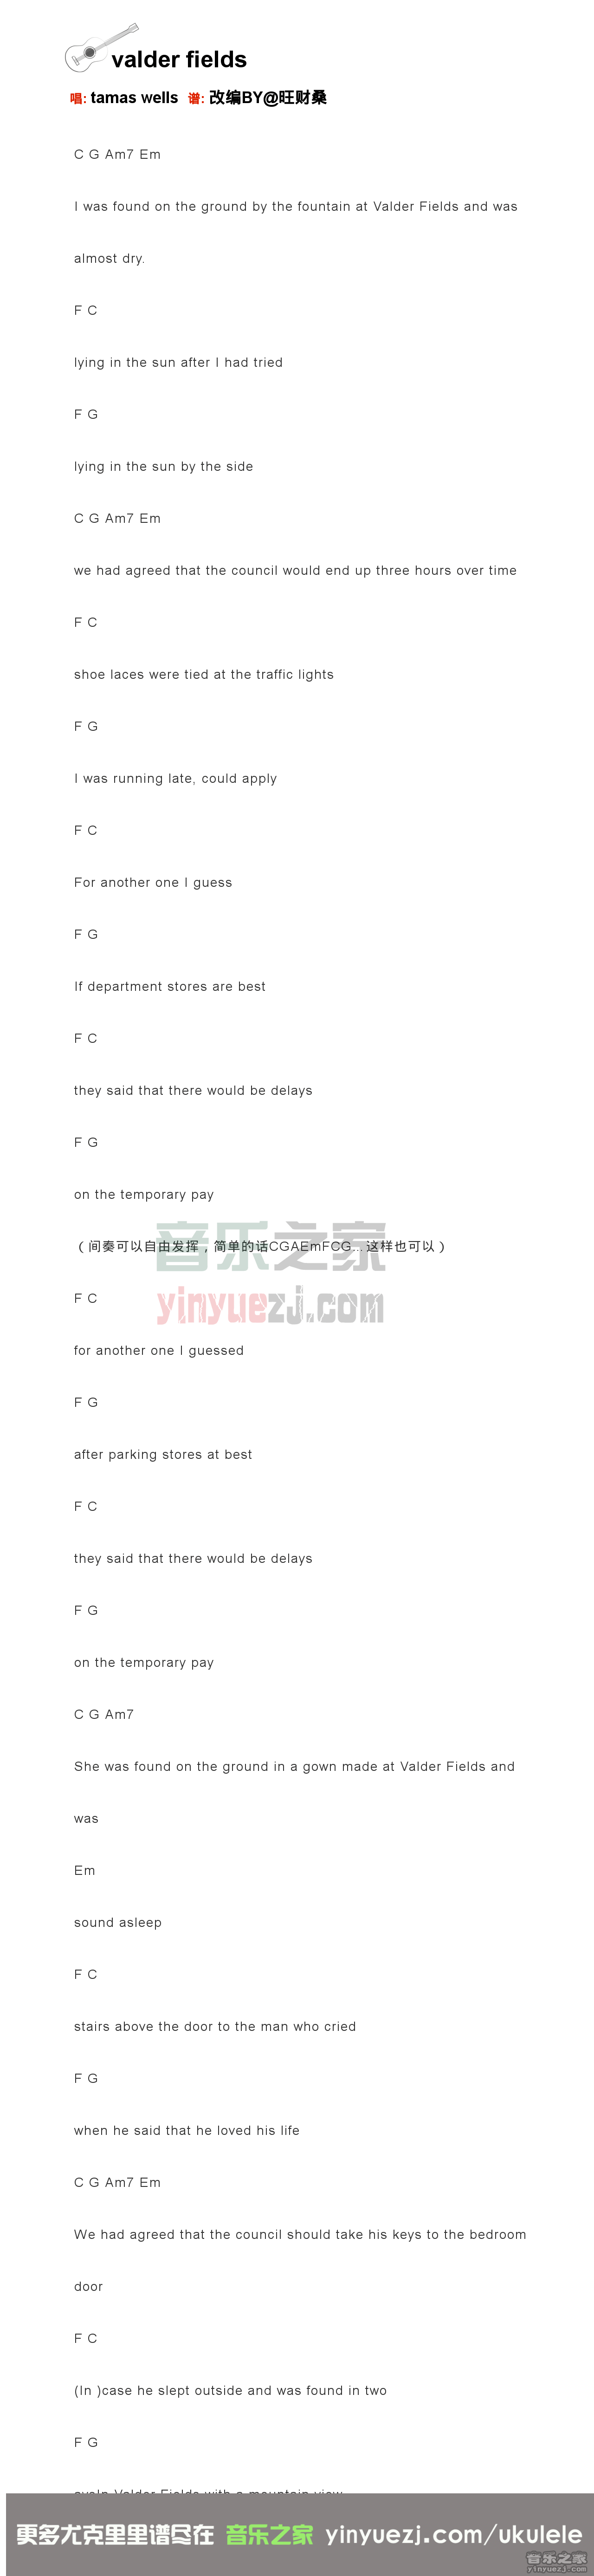 valder fields
唱: tamas wells 谱: 改编BY@旺财桑
C G Am7 Em
I was found on the ground by the fountain at Valder Fields and was
almost dry.
F C
lying in the sun after I had tried
F G
lying in the sun by the side
C G Am7 Em
we had agreed that the council would end up three hours over time
F C
shoe laces were tied at the traffic lights
F G
I was running late, could apply
F C
For another one I guess
F G
If department stores are best
F C
they said that there would be delays
F G
on the temporary pay
音乐之家
（间奏可以自由发挥，简单的话CGAEmFCG...这样也可以）
yinyuezj.com
F C
for another one I guessed
F G
after parking stores at best
F C
they said that there would be delays
F G
on the temporary pay
C G Am7
She was found on the ground in a gown made at Valder Fields and
was
Em
sound asleep
F C
stairs above the door to the man who cried
F G
when he said that he loved his life
C G Am7 Em
We had agreed that the council should take his keys to the bedroom
door
F C
(In )case he slept outside and was found in two
F G
Valder Fields with a mountain view
更多尤克里里谱尽在 音乐之家 yinyuezj.com/ukulele
音乐之家
yinyuezj.com